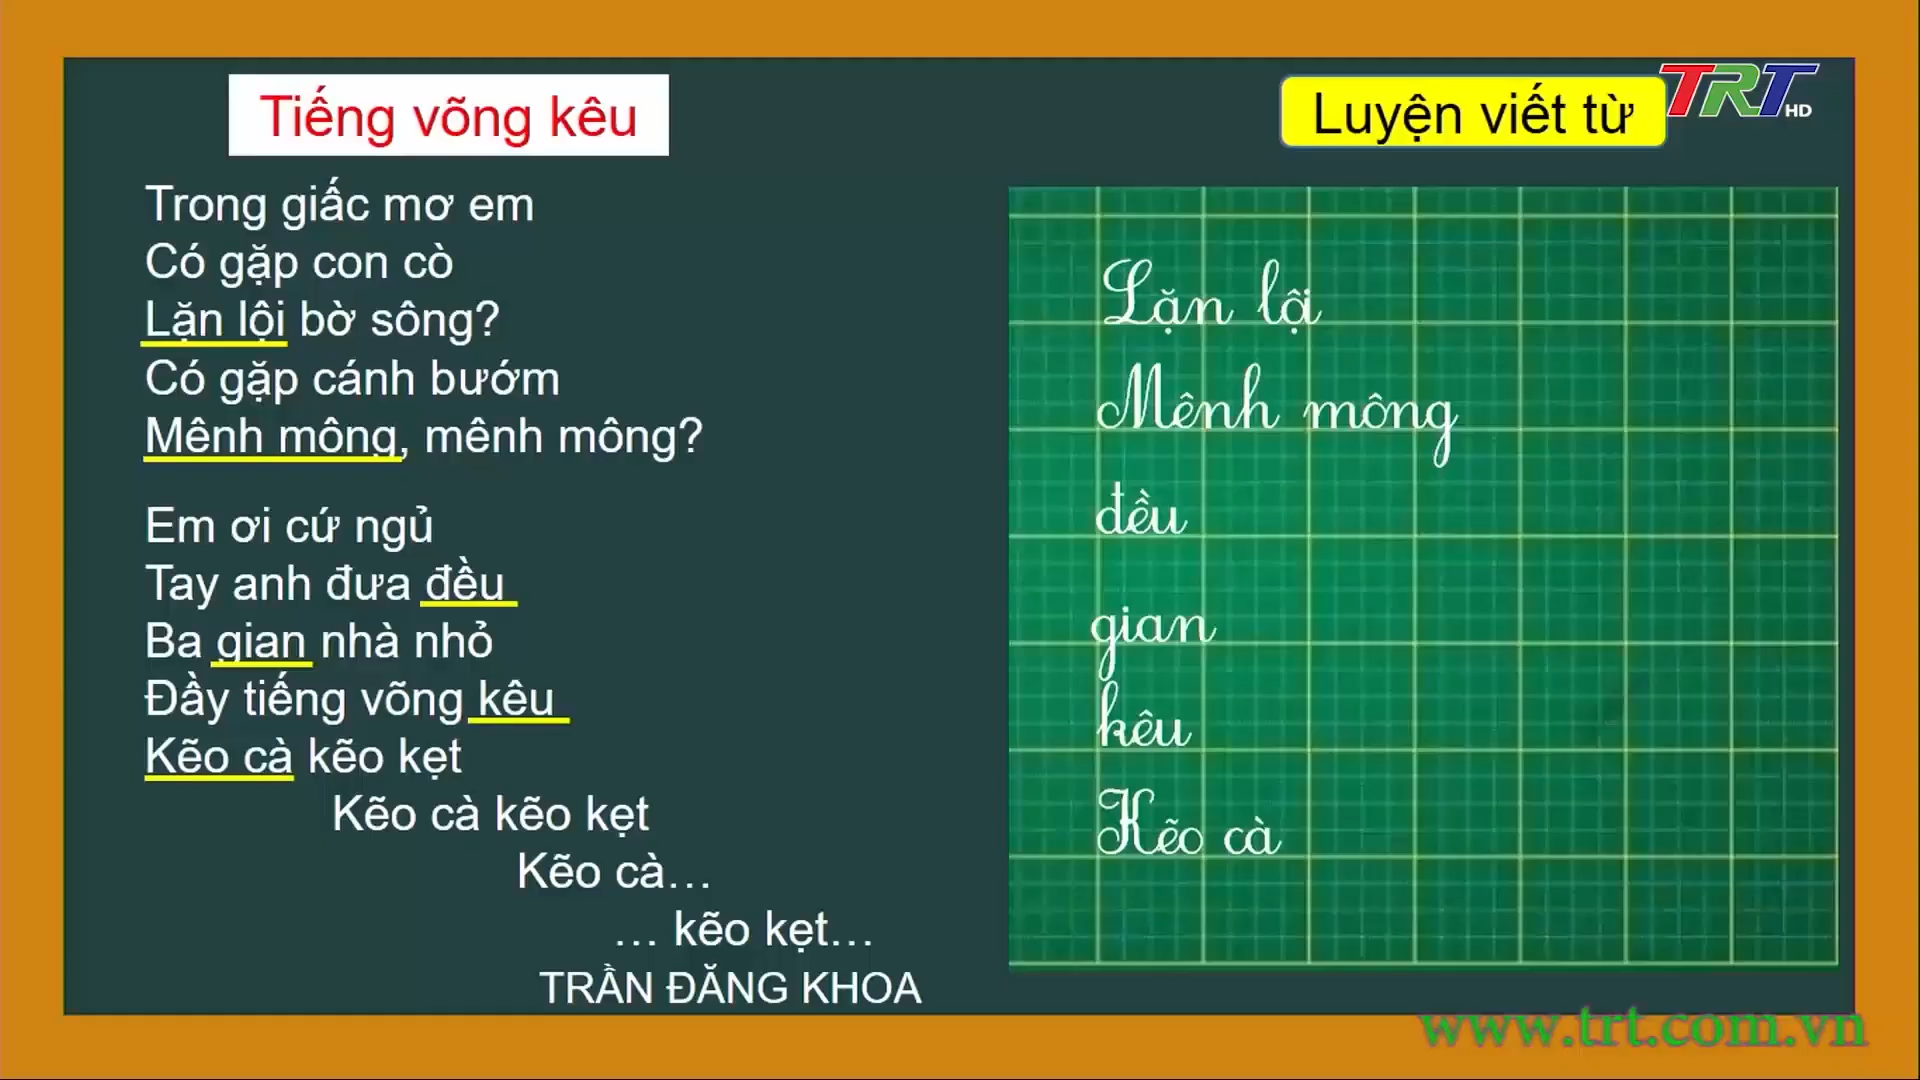 Tiếng võng kêu
Trong giấc mơ em
Có gặp con cò
Lặn lội bờ sông?
Có gặp cánh bướm
Mênh mông, mênh mông?
Em ơi cứ ngủ
Tay anh đưa đều
Ba gian nhà nhỏ
Đầy tiếng võng kêu
Kẽo cà kẽo kẹt
Kẽo cà kẽo kẹt
Kẽo cà...
... kẽo kẹt...
TRẦN ĐĂNG KHOA
Luyện viết từ
TRT HD
Lặn lội
Mênh mông
đều
gian
kêu
Kẽo cà
www.trt.com.vn